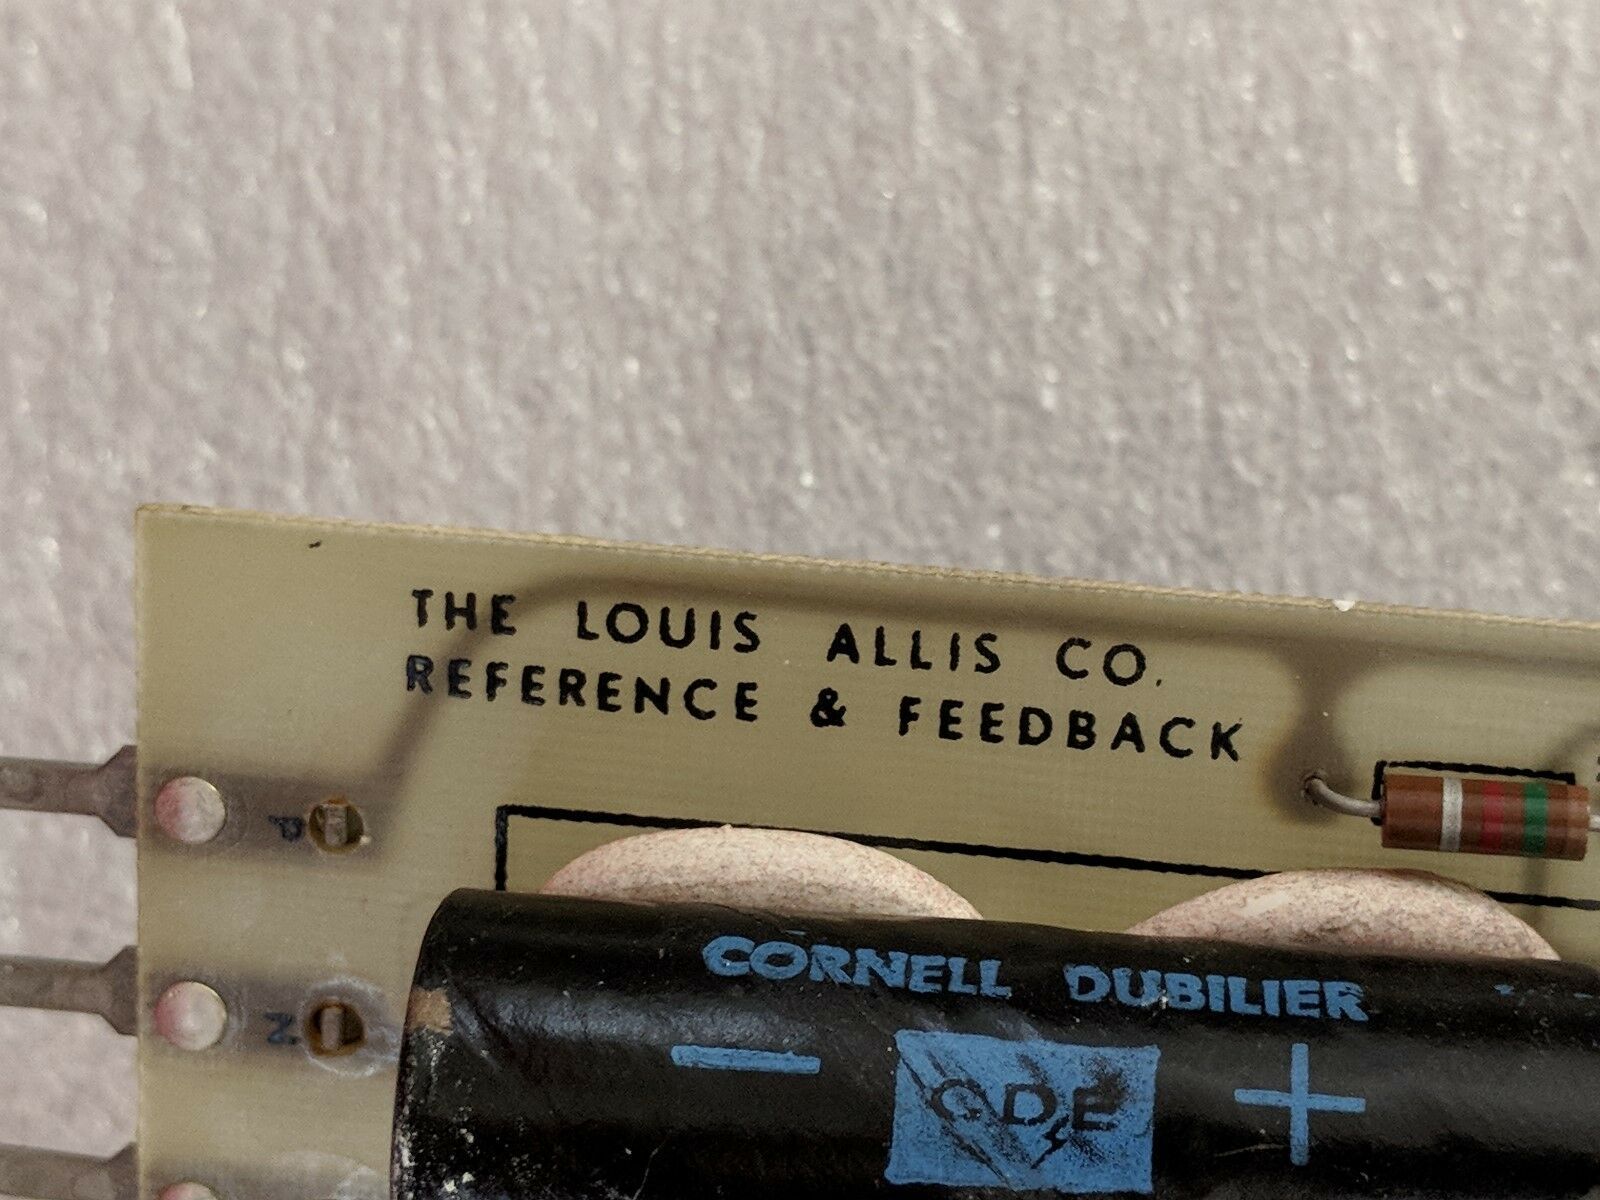 THE LOUIS ALLIS CO.
REFERENCE & FEEDBACK
P
N
CORNELL DUBILIER
- CDE +